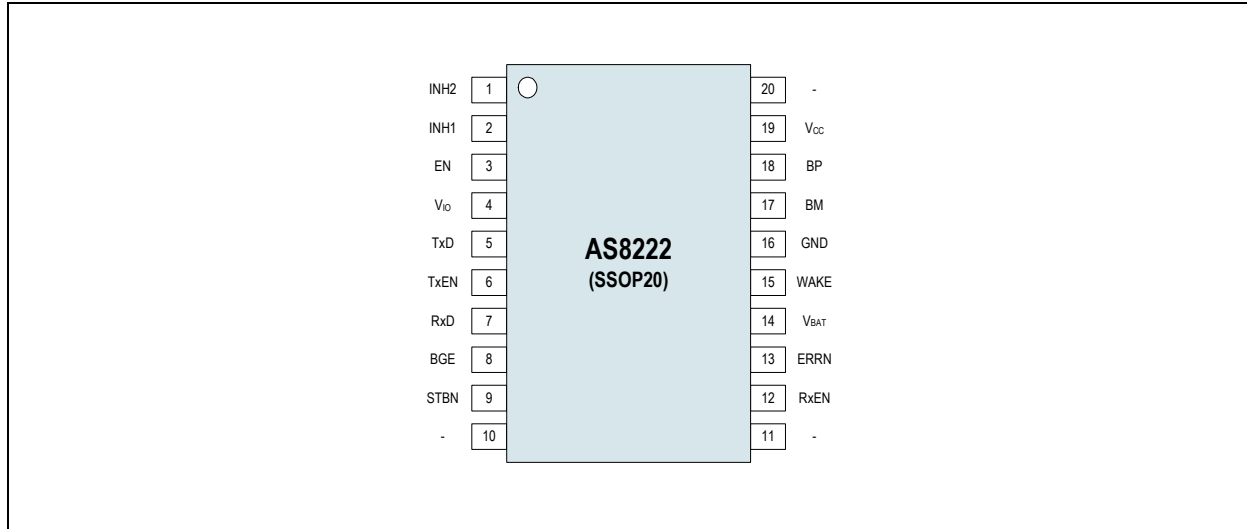 INH2 1 20 -
INH1 2 19 VCC
EN 3 18 BP
VIO 4 17 BM
TxD 5 16 GND
AS8222
(SSOP20)
TxEN 6 15 WAKE
RxD 7 14 VBAT
BGE 8 13 ERRN
STBN 9 12 RxEN
- 10 11 -